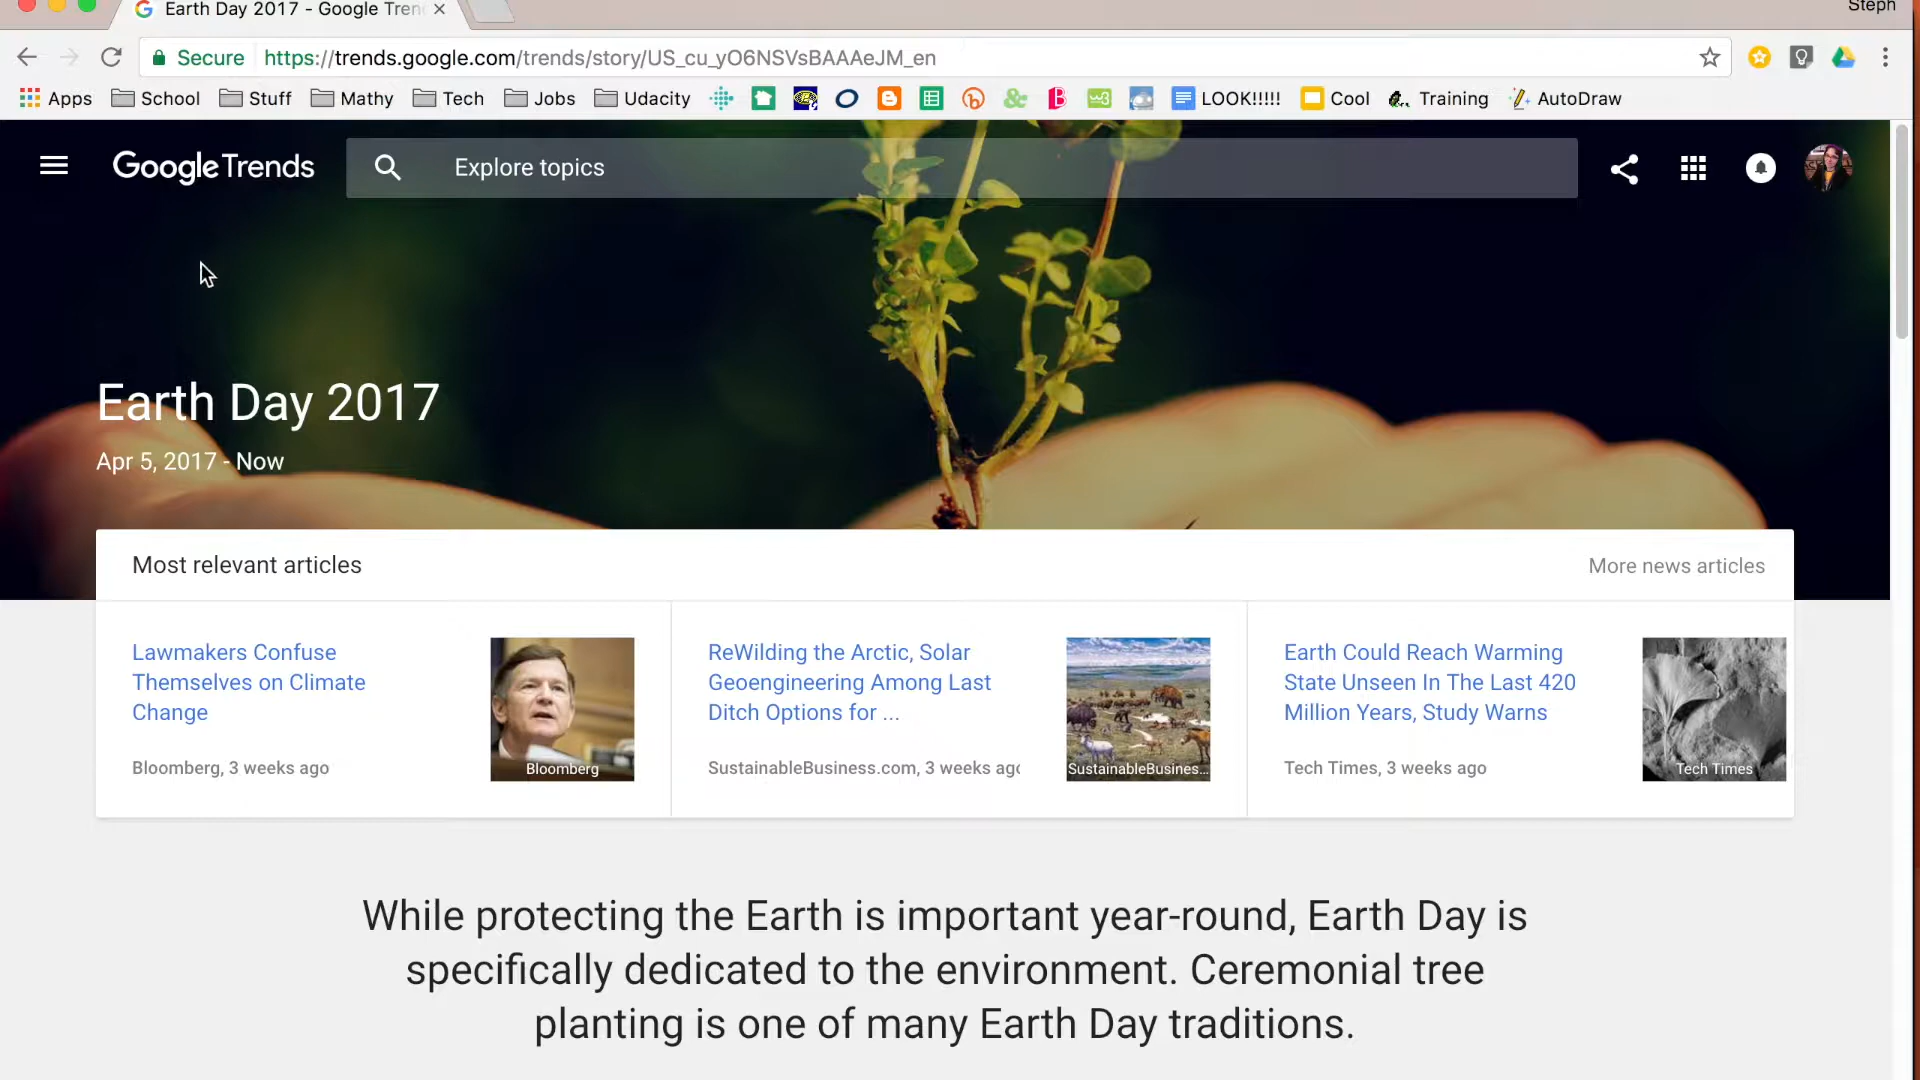 Earth Day 2017 - Google Tren
Steph
Secure
https://trends.google.com/trends/story/US_cu_yO6NSVsBAAAeJM_en
Apps School Stuff Mathy Tech Jobs Udacity LOOK!!!!! Cool Training AutoDraw
Google Trends
Explore topics
Earth Day 2017
Apr 5, 2017 - Now
Most relevant articles
More news articles
Lawmakers Confuse
Themselves on Climate
Change
Bloomberg, 3 weeks ago
Bloomberg
ReWilding the Arctic, Solar
Geoengineering Among Last
Ditch Options for ...
SustainableBusiness.com, 3 weeks ago
SustainableBusines...
Earth Could Reach Warming
State Unseen In The Last 420
Million Years, Study Warns
Tech Times, 3 weeks ago
Tech Times
While protecting the Earth is important year-round, Earth Day is
specifically dedicated to the environment. Ceremonial tree
planting is one of many Earth Day traditions.